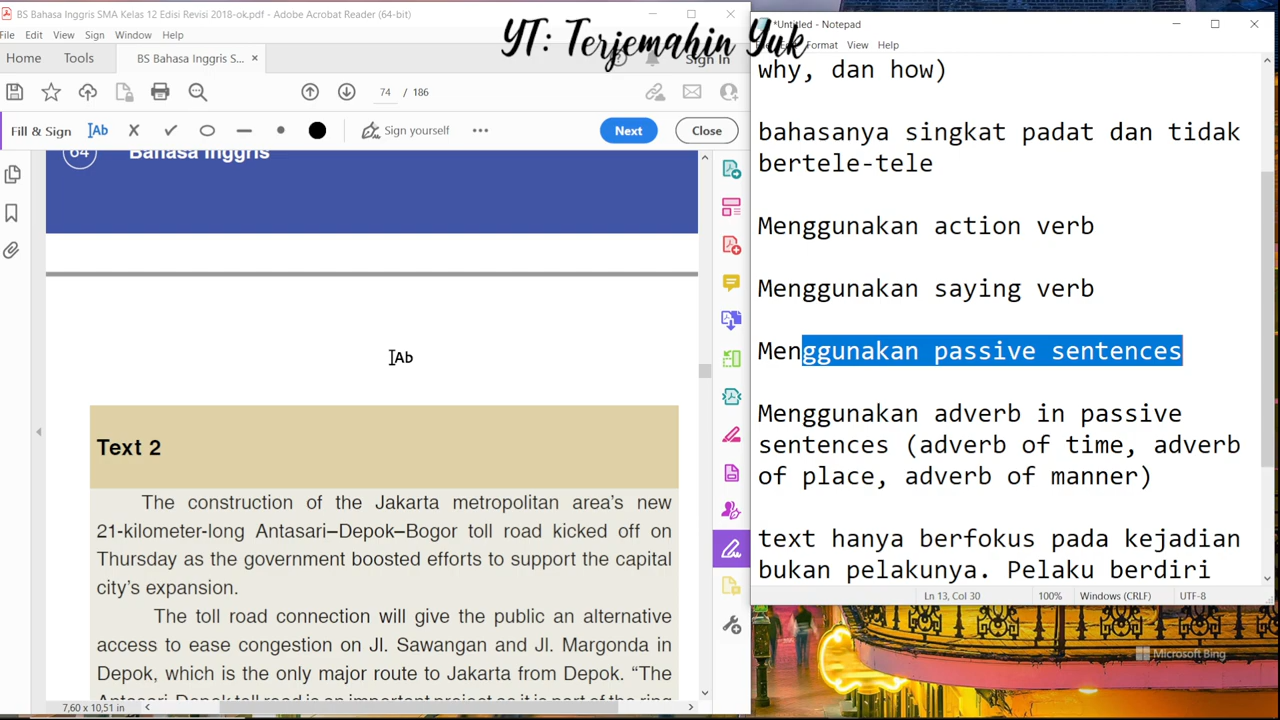 BS Bahasa Inggris SMA Kelas 12 Edisi Revisi 2018-ok.pdf - Adobe Acrobat Reader (64-bit)
File Edit View Sign Window Help
Home Tools BS Bahasa Inggris S... × Sign In
74 / 186
Fill & Sign Ab Sign yourself ••• Next Close
64 Bahasa Inggris
Ab
Text 2
The construction of the Jakarta metropolitan area's new
21-kilometer-long Antasari–Depok–Bogor toll road kicked off on
Thursday as the government boosted efforts to support the capital
city's expansion.
The toll road connection will give the public an alternative
access to ease congestion on Jl. Sawangan and Jl. Margonda in
Depok, which is the only major route to Jakarta from Depok. "The
7,60 x 10,51 in
YT: Terjemahin Yuk
*Untitled - Notepad
Format View Help
why, dan how)
bahasanya singkat padat dan tidak
bertele-tele
Menggunakan action verb
Menggunakan saying verb
Menggunakan passive sentences
Menggunakan adverb in passive
sentences (adverb of time, adverb
of place, adverb of manner)
text hanya berfokus pada kejadian
bukan pelakunya. Pelaku berdiri
Ln 13, Col 30 100% Windows (CRLF) UTF-8
Microsoft Bing